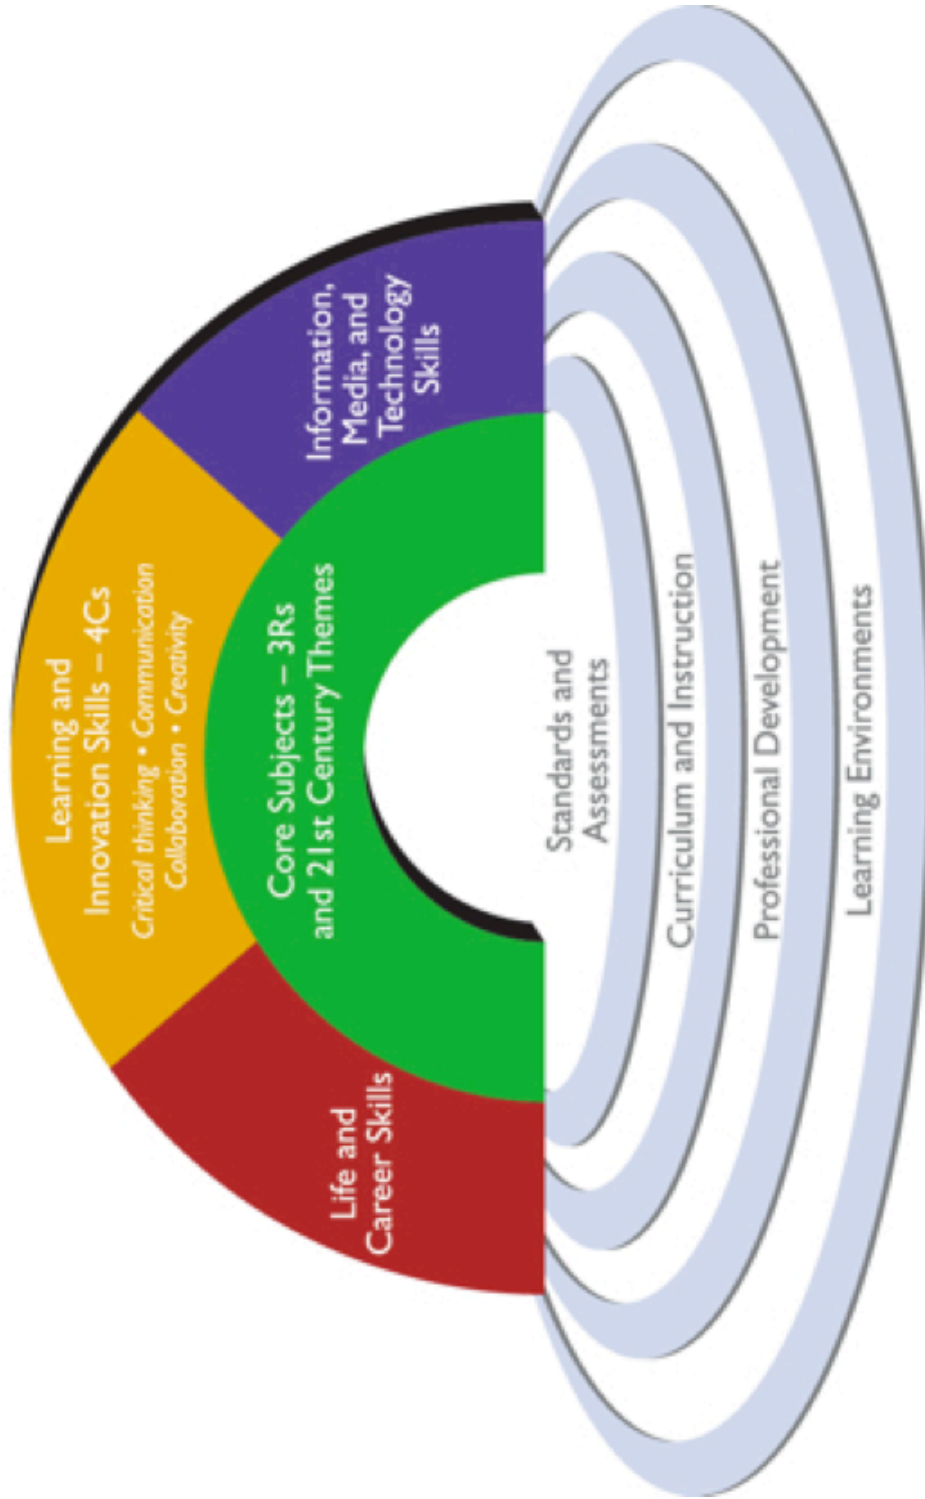 Learning and
Innovation Skills – 4Cs
Critical thinking • Communication
Collaboration • Creativity
Life and
Career Skills
Core Subjects – 3Rs
and 21st Century Themes
Information,
Media, and
Technology
Skills
Standards and
Assessments
Curriculum and Instruction
Professional Development
Learning Environments